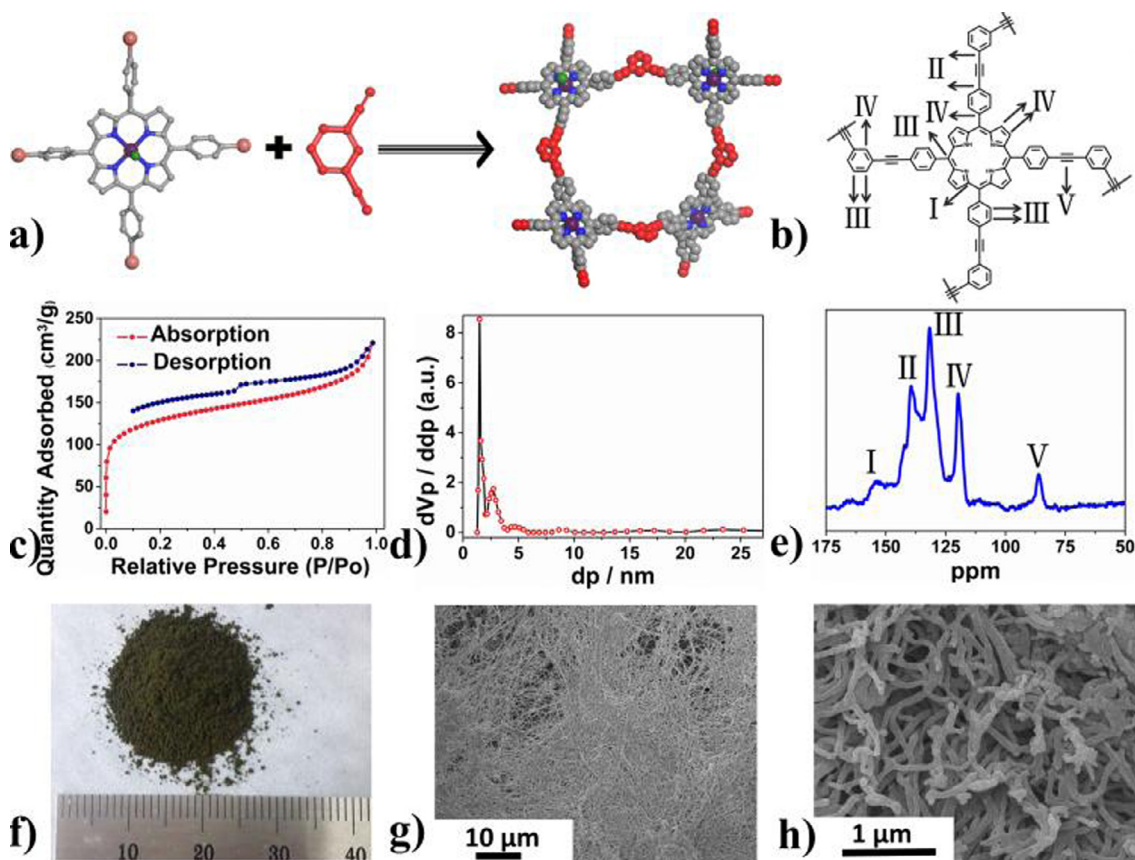 a)
b)
II
IV
IV
IV
III
III
I
III
V
c)
Quantity Adsorbed (cm³/g)
250
200
150
100
50
0
Absorption
Desorption
0.0 0.2 0.4 0.6 0.8 1.0
Relative Pressure (P/Po)
d)
dVp / ddp (a.u.)
8
6
4
2
0
0 5 10 15 20 25
dp / nm
e)
I
II
III
IV
V
175 150 125 100 75 50
ppm
f)
10 20 30 40
g)
10 μm
h)
1 μm